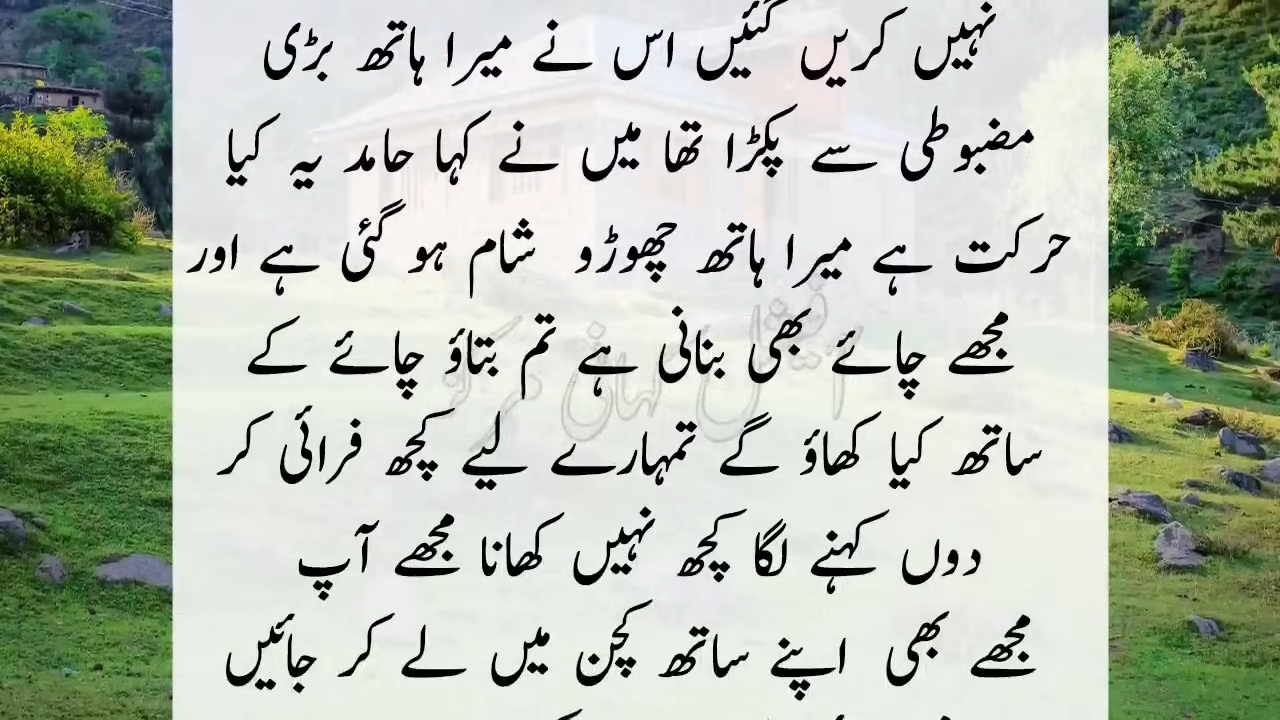 نہیں کریں گئیں اس نے میرا ہاتھ بڑی
مضبوطی سے پکڑا تھا میں نے کہا حامد یہ کیا
حرکت ہے میرا ہاتھ چھوڑو شام ہو گئی ہے اور
مجھے چائے بھی بنانی ہے تم بتاؤ چائے کے
ساتھ کیا کھاؤ گے تمہارے لیے کچھ فرائی کر
دوں کہنے لگا کچھ نہیں کھانا مجھے آپ
مجھے بھی اپنے ساتھ کچن میں لے کر جائیں